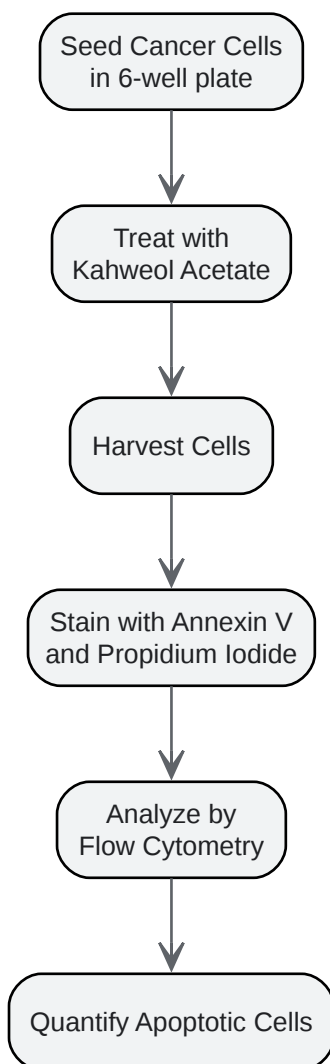 Seed Cancer Cells
in 6-well plate
Treat with
Kahweol Acetate
Harvest Cells
Stain with Annexin V
and Propidium Iodide
Analyze by
Flow Cytometry
Quantify Apoptotic Cells